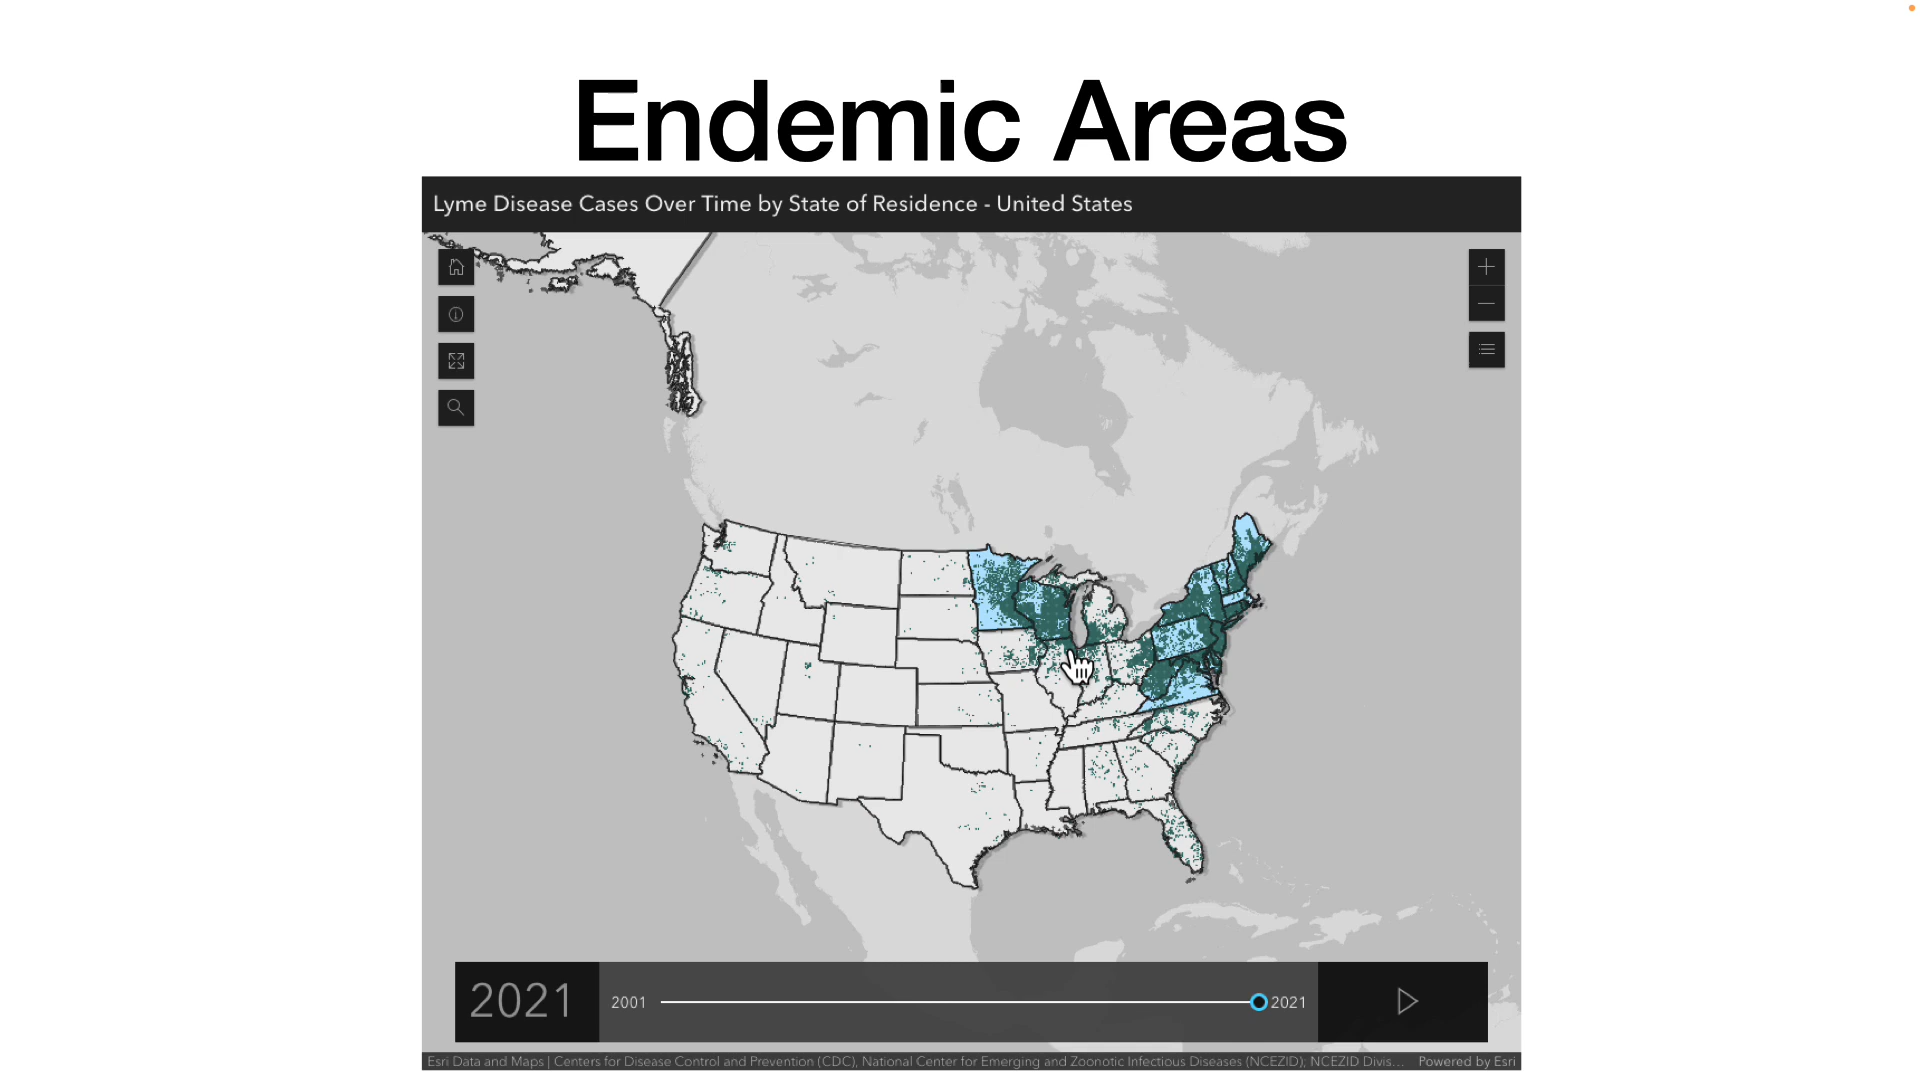 Endemic Areas
Lyme Disease Cases Over Time by State of Residence - United States
2021
2001
2021
Esri Data and Maps | Centers for Disease Control and Prevention (CDC), National Center for Emerging and Zoonotic Infectious Diseases (NCEZID); NCEZID Divis...
Powered by Esri